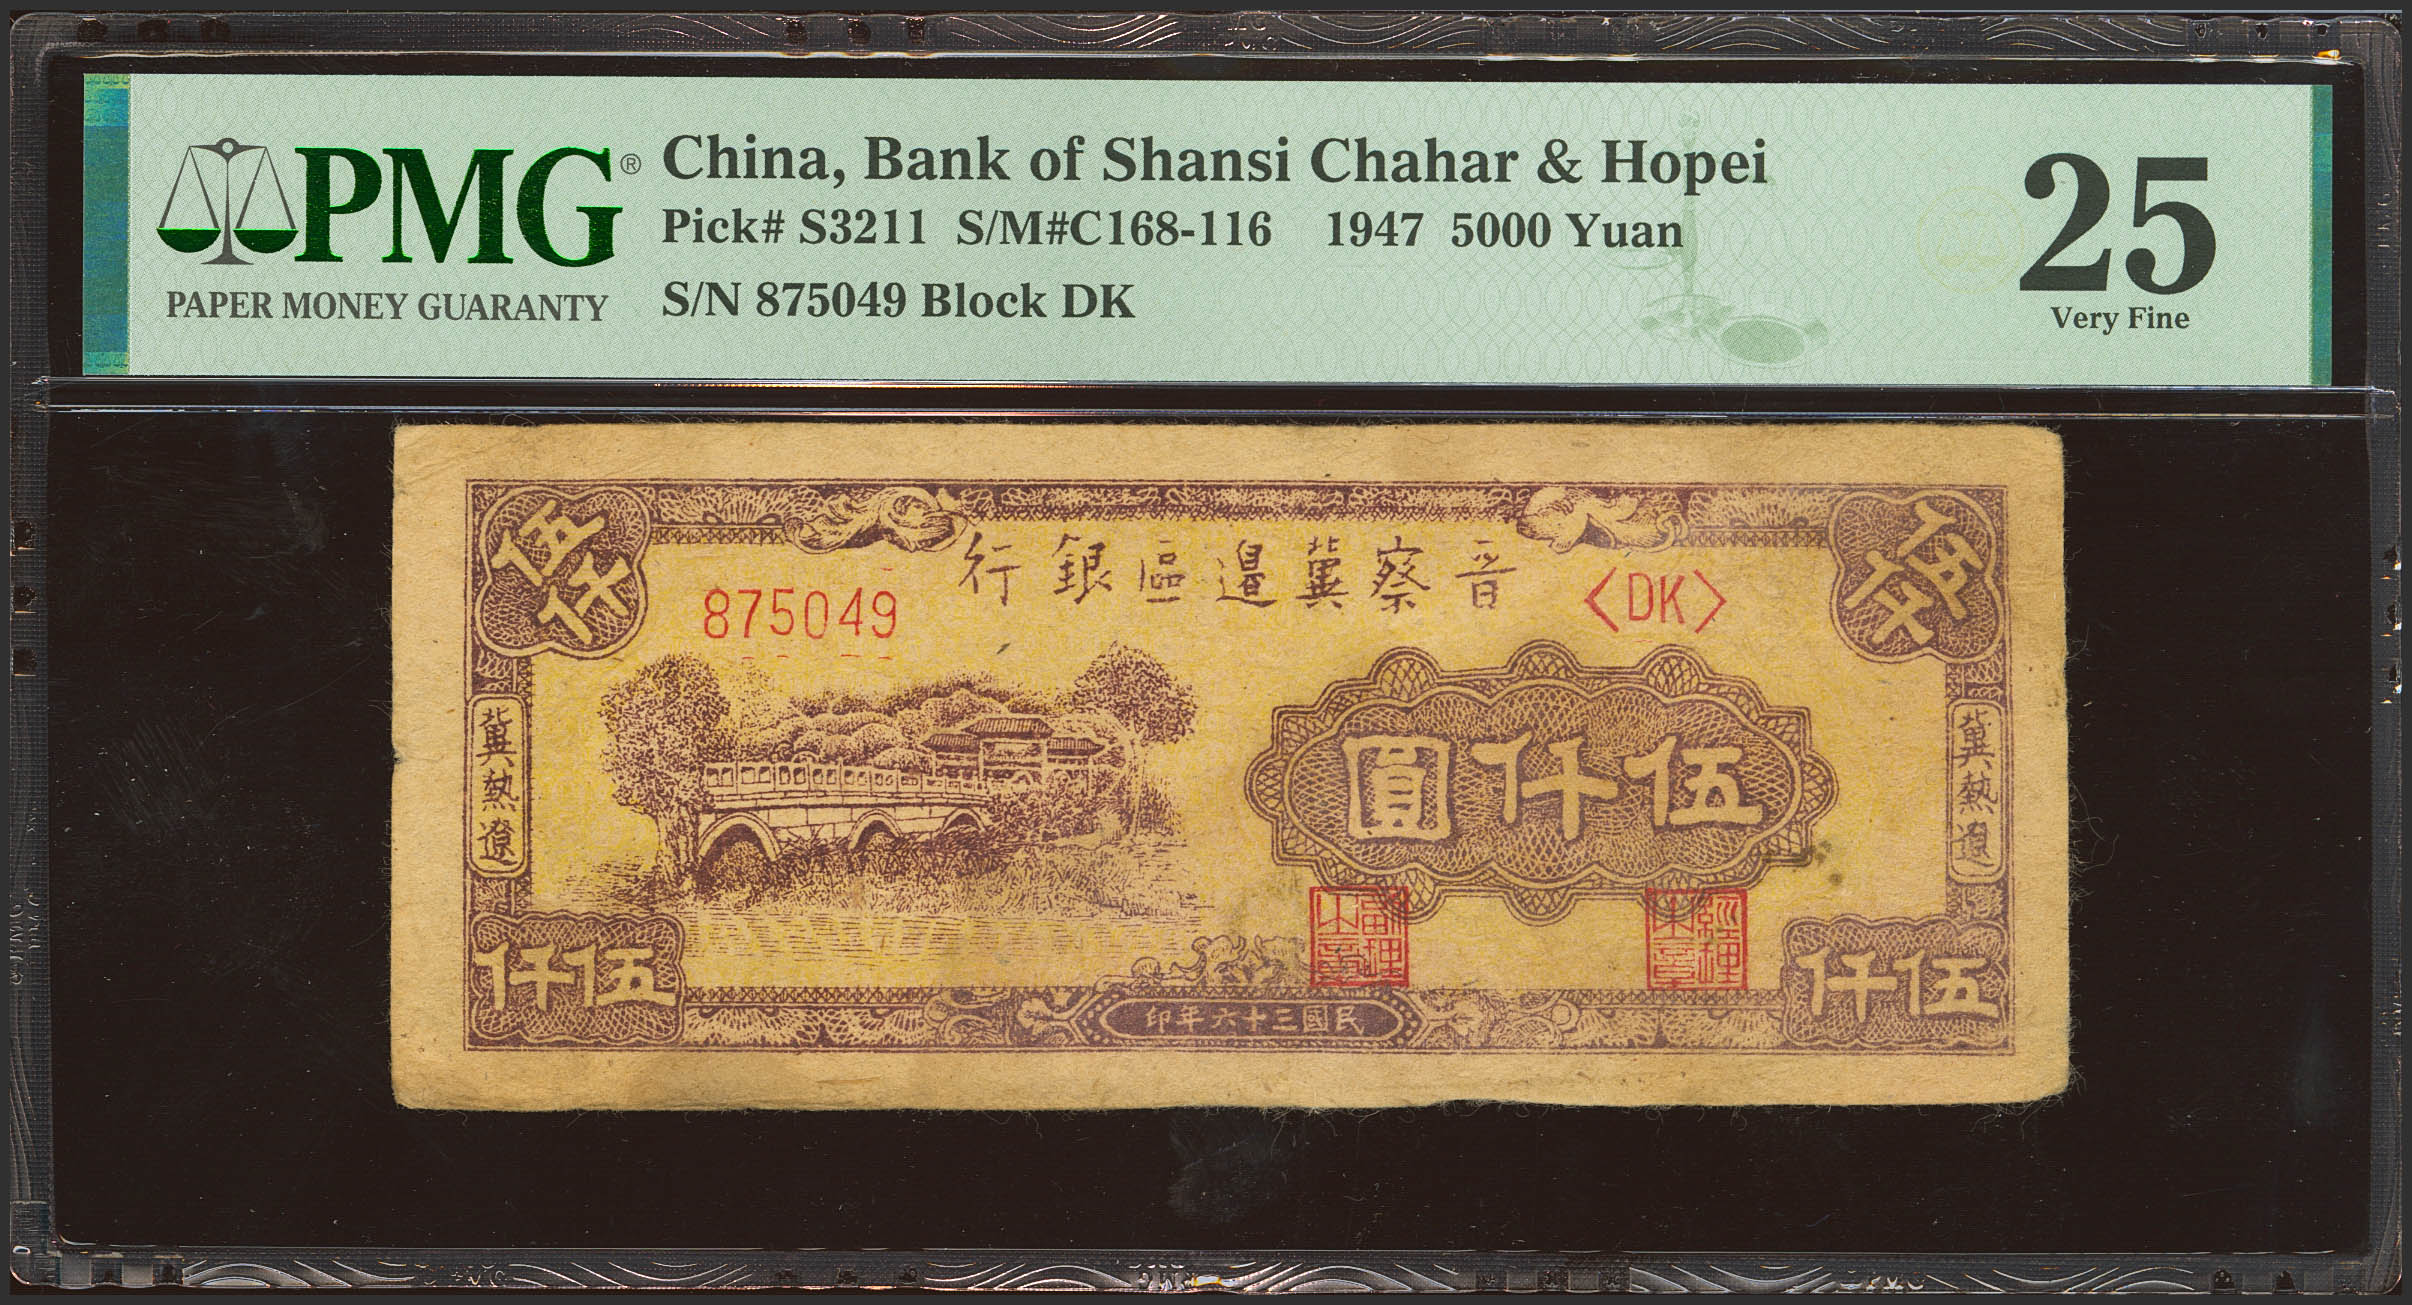 PMG®
PAPER MONEY GUARANTY
China, Bank of Shansi Chahar & Hopei
Pick# S3211 S/M#C168-116 1947 5000 Yuan
S/N 875049 Block DK
25
Very Fine
伍仟
伍仟
行銀區邊冀察晉
875049
<DK>
冀熱遼
圓仟伍
冀熱遼
仟伍
仟伍
印年六十三國民